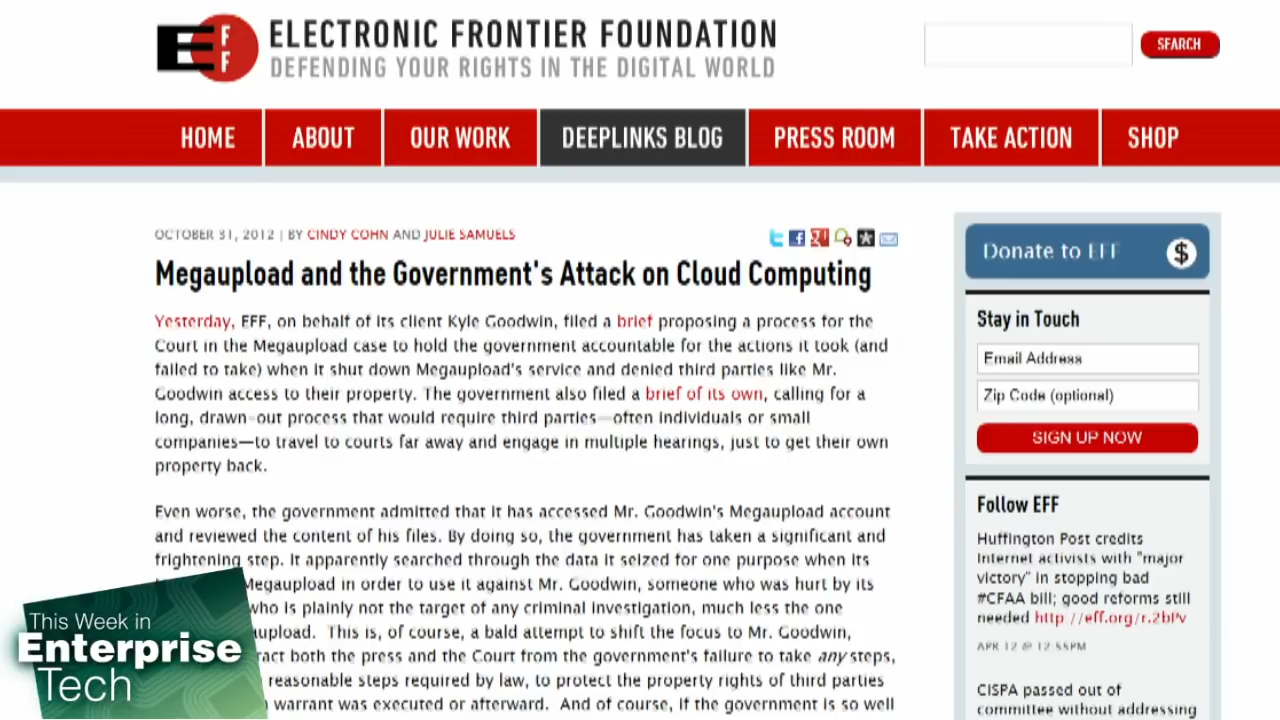 ELECTRONIC FRONTIER FOUNDATION
DEFENDING YOUR RIGHTS IN THE DIGITAL WORLD
EFF
SEARCH
HOME
ABOUT
OUR WORK
DEEPLINKS BLOG
PRESS ROOM
TAKE ACTION
SHOP
OCTOBER 31, 2012 | BY CINDY COHN AND JULIE SAMUELS
Megaupload and the Government's Attack on Cloud Computing
Yesterday, EFF, on behalf of its client Kyle Goodwin, filed a brief proposing a process for the
Court in the Megaupload case to hold the government accountable for the actions it took (and
failed to take) when it shut down Megaupload's service and denied third parties like Mr.
Goodwin access to their property. The government also filed a brief of its own, calling for a
long, drawn-out process that would require third parties—often individuals or small
companies—to travel to courts far away and engage in multiple hearings, just to get their own
property back.
Even worse, the government admitted that it has accessed Mr. Goodwin's Megaupload account
and reviewed the content of his files. By doing so, the government has taken a significant and
frightening step. It apparently searched through the data it seized for one purpose when its
Megaupload in order to use it against Mr. Goodwin, someone who was hurt by its
who is plainly not the target of any criminal investigation, much less the one
upload. This is, of course, a bald attempt to shift the focus to Mr. Goodwin,
ract both the press and the Court from the government's failure to take any steps,
reasonable steps required by law, to protect the property rights of third parties
warrant was executed or afterward. And of course, if the government is so well
Donate to EFF
$
Stay in Touch
Email Address
Zip Code (optional)
SIGN UP NOW
Follow EFF
Huffington Post credits
Internet activists with "major
victory" in stopping bad
#CFAA bill; good reforms still
needed http://eff.org/r.2bPv
APR 12 @ 12:55PM
CISPA passed out of
committee without addressing
This Week in
Enterprise
Tech